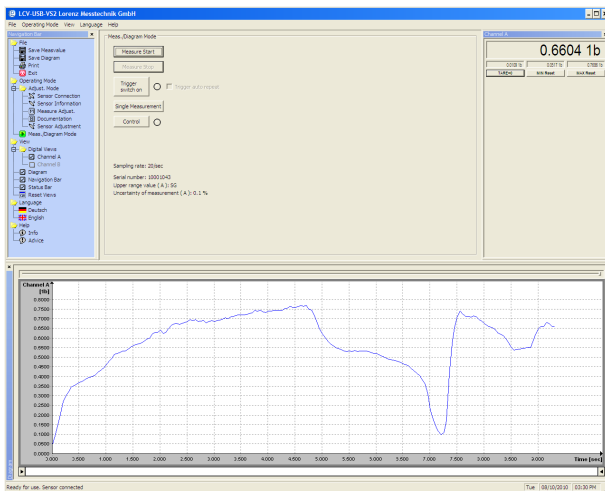 LCV-USB-VS2 Lorenz Messtechnik GmbH
File Operating Mode View Language Help
Navigation Bar
File
Save Measvalue
Save Diagram
Print
Exit
Operating Mode
Adjust. Mode
Sensor Connection
Sensor Information
Measure Adjust.
Documentation
Sensor Adjustment
Meas./Diagram Mode
View
Digital Views
Channel A
Channel B
Diagram
Navigation Bar
Status Bar
Reset Views
Language
Deutsch
English
Help
Info
Advice
Meas./Diagram Mode
Measure Start
Measure Stop
Trigger
switch on
Trigger auto repeat
Single Measurement
Control
Sampling rate: 20/sec
Serial number: 10001043
Upper range value ( A ): 5G
Uncertainty of measurement ( A ): 0.1 %
Channel A
0.6604 1b
TARE=0 MIN Reset MAX Reset
Channel A
[1b]
0.8000
0.7500
0.7000
0.6500
0.6000
0.5500
0.5000
0.4500
0.4000
0.3500
0.3000
0.2500
0.2000
0.1500
0.1000
0.0500
0.0000
Time [sec]
Diagram
Ready for use. Sensor connected
Tue 08/10/2010 03:30 PM